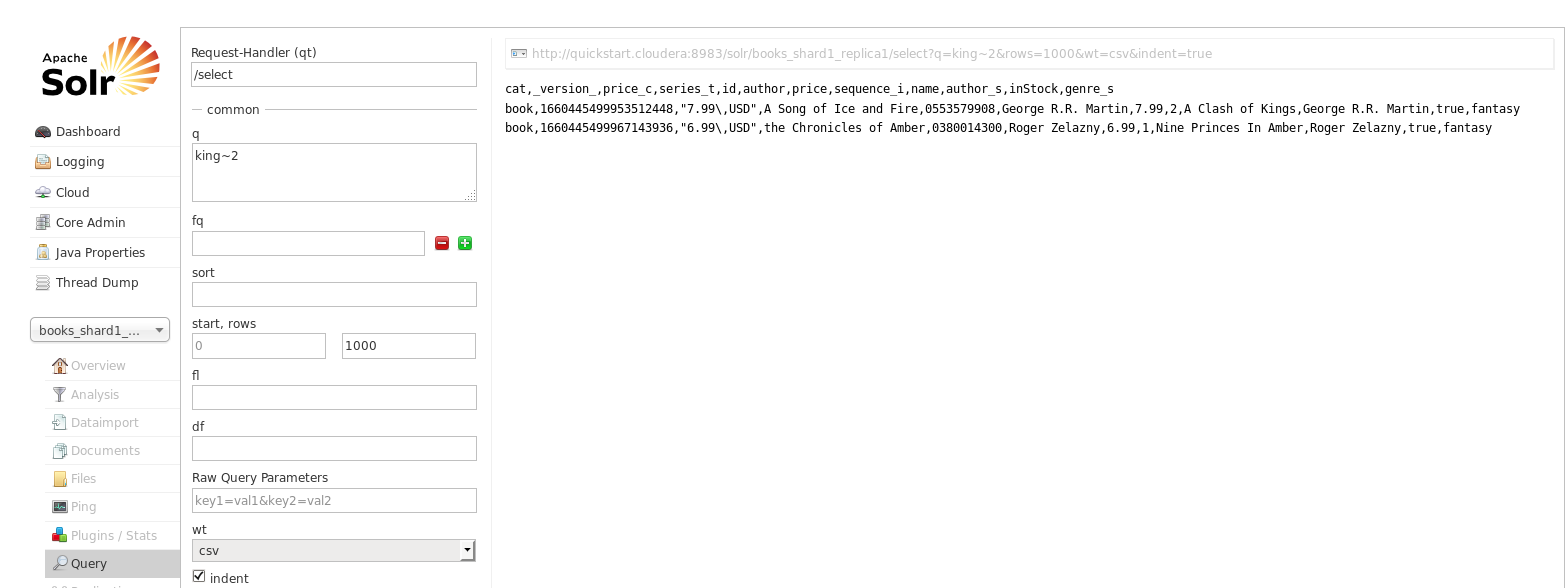 Apache
Solr
Dashboard
Logging
Cloud
Core Admin
Java Properties
Thread Dump
books_shard1_...
Overview
Analysis
Dataimport
Documents
Files
Ping
Plugins / Stats
Query
Request-Handler (qt)
/select
common
q
king~2
fq
sort
start, rows
0
1000
fl
df
Raw Query Parameters
key1=val1&key2=val2
wt
csv
indent
http://quickstart.cloudera:8983/solr/books_shard1_replica1/select?q=king~2&rows=1000&wt=csv&indent=true
cat,_version_,price_c,series_t,id,author,price,sequence_i,name,author_s,inStock,genre_s
book,1660445499953512448,"7.99\,USD",A Song of Ice and Fire,0553579908,George R.R. Martin,7.99,2,A Clash of Kings,George R.R. Martin,true,fantasy
book,1660445499967143936,"6.99\,USD",the Chronicles of Amber,0380014300,Roger Zelazny,6.99,1,Nine Princes In Amber,Roger Zelazny,true,fantasy